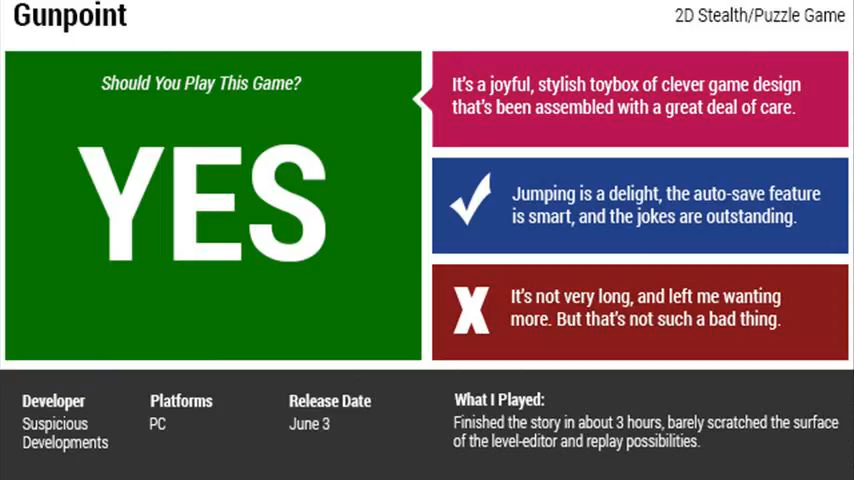 Gunpoint
2D Stealth/Puzzle Game
Should You Play This Game?
YES
It's a joyful, stylish toybox of clever game design
that's been assembled with a great deal of care.
Jumping is a delight, the auto-save feature
is smart, and the jokes are outstanding.
X It's not very long, and left me wanting
more. But that's not such a bad thing.
Developer
Suspicious
Developments
Platforms
PC
Release Date
June 3
What I Played:
Finished the story in about 3 hours, barely scratched the surface
of the level-editor and replay possibilities.